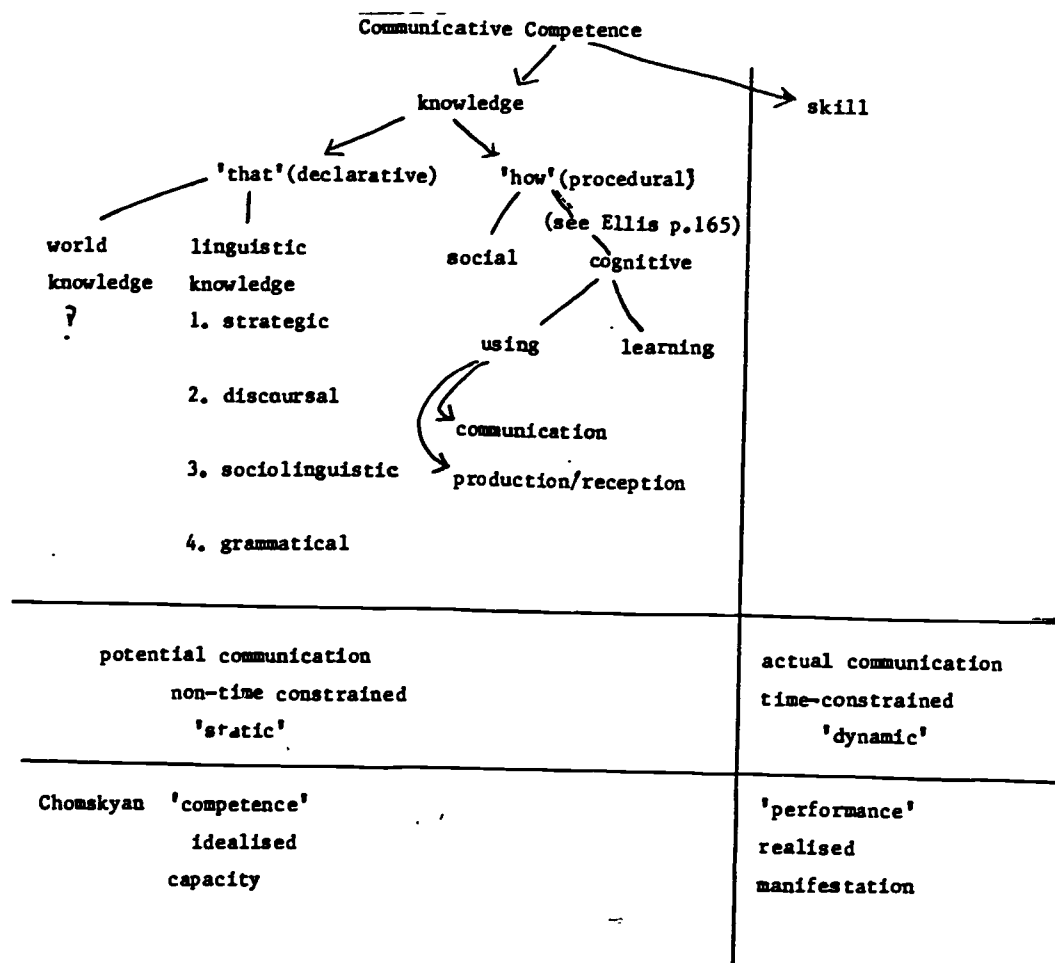 Communicative Competence
knowledge
skill
'that'(declarative)
'how'(procedural)
(see Ellis p.165)
world
knowledge
?
linguistic
knowledge
1. strategic
2. discoursal
3. sociolinguistic
4. grammatical
social
cognitive
using
learning
communication
production/reception
potential communication
non-time constrained
'static'
actual communication
time-constrained
'dynamic'
Chomskyan 'competence'
idealised
capacity
'performance'
realised
manifestation